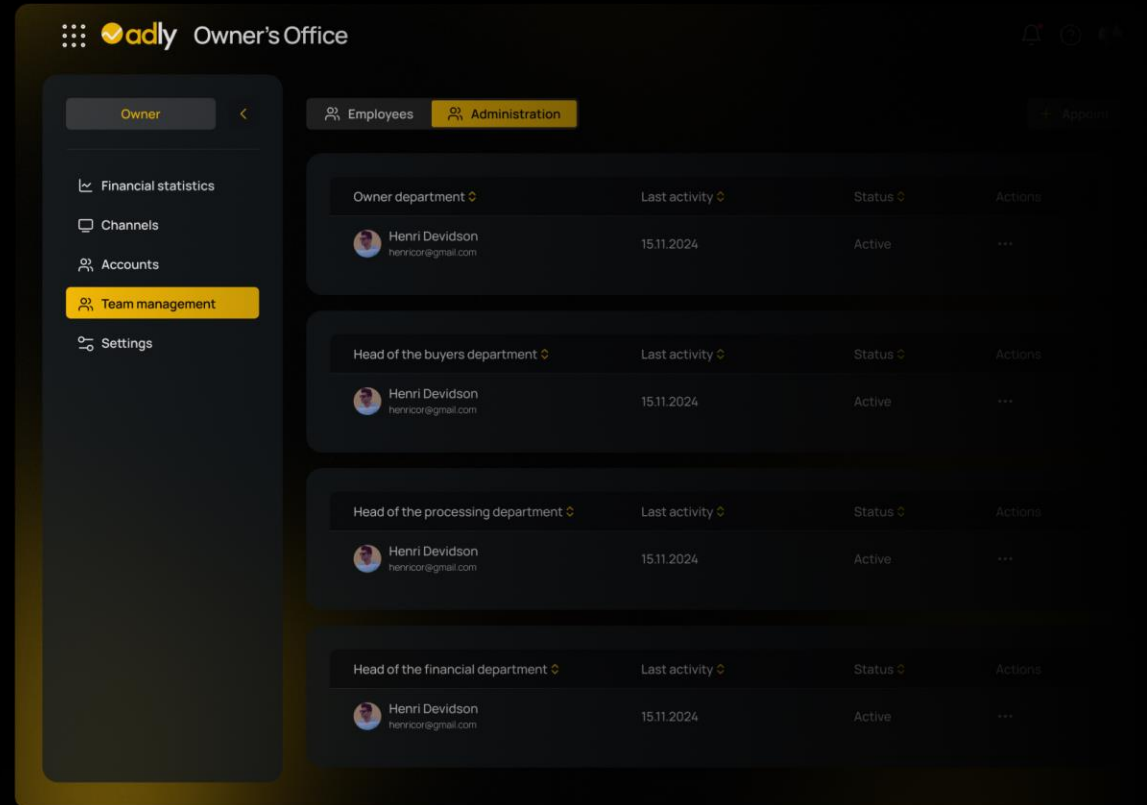 adly Owner's Office
Owner
Financial statistics
Channels
Accounts
Team management
Settings
Employees Administration
Owner department Last activity Status Actions
Henri Devidson
henricor@gmail.com
15.11.2024 Active
Head of the buyers department Last activity Status Actions
Henri Devidson
henricor@gmail.com
15.11.2024 Active
Head of the processing department Last activity Status Actions
Henri Devidson
henricor@gmail.com
15.11.2024 Active
Head of the financial department Last activity Status Actions
Henri Devidson
henricor@gmail.com
15.11.2024 Active